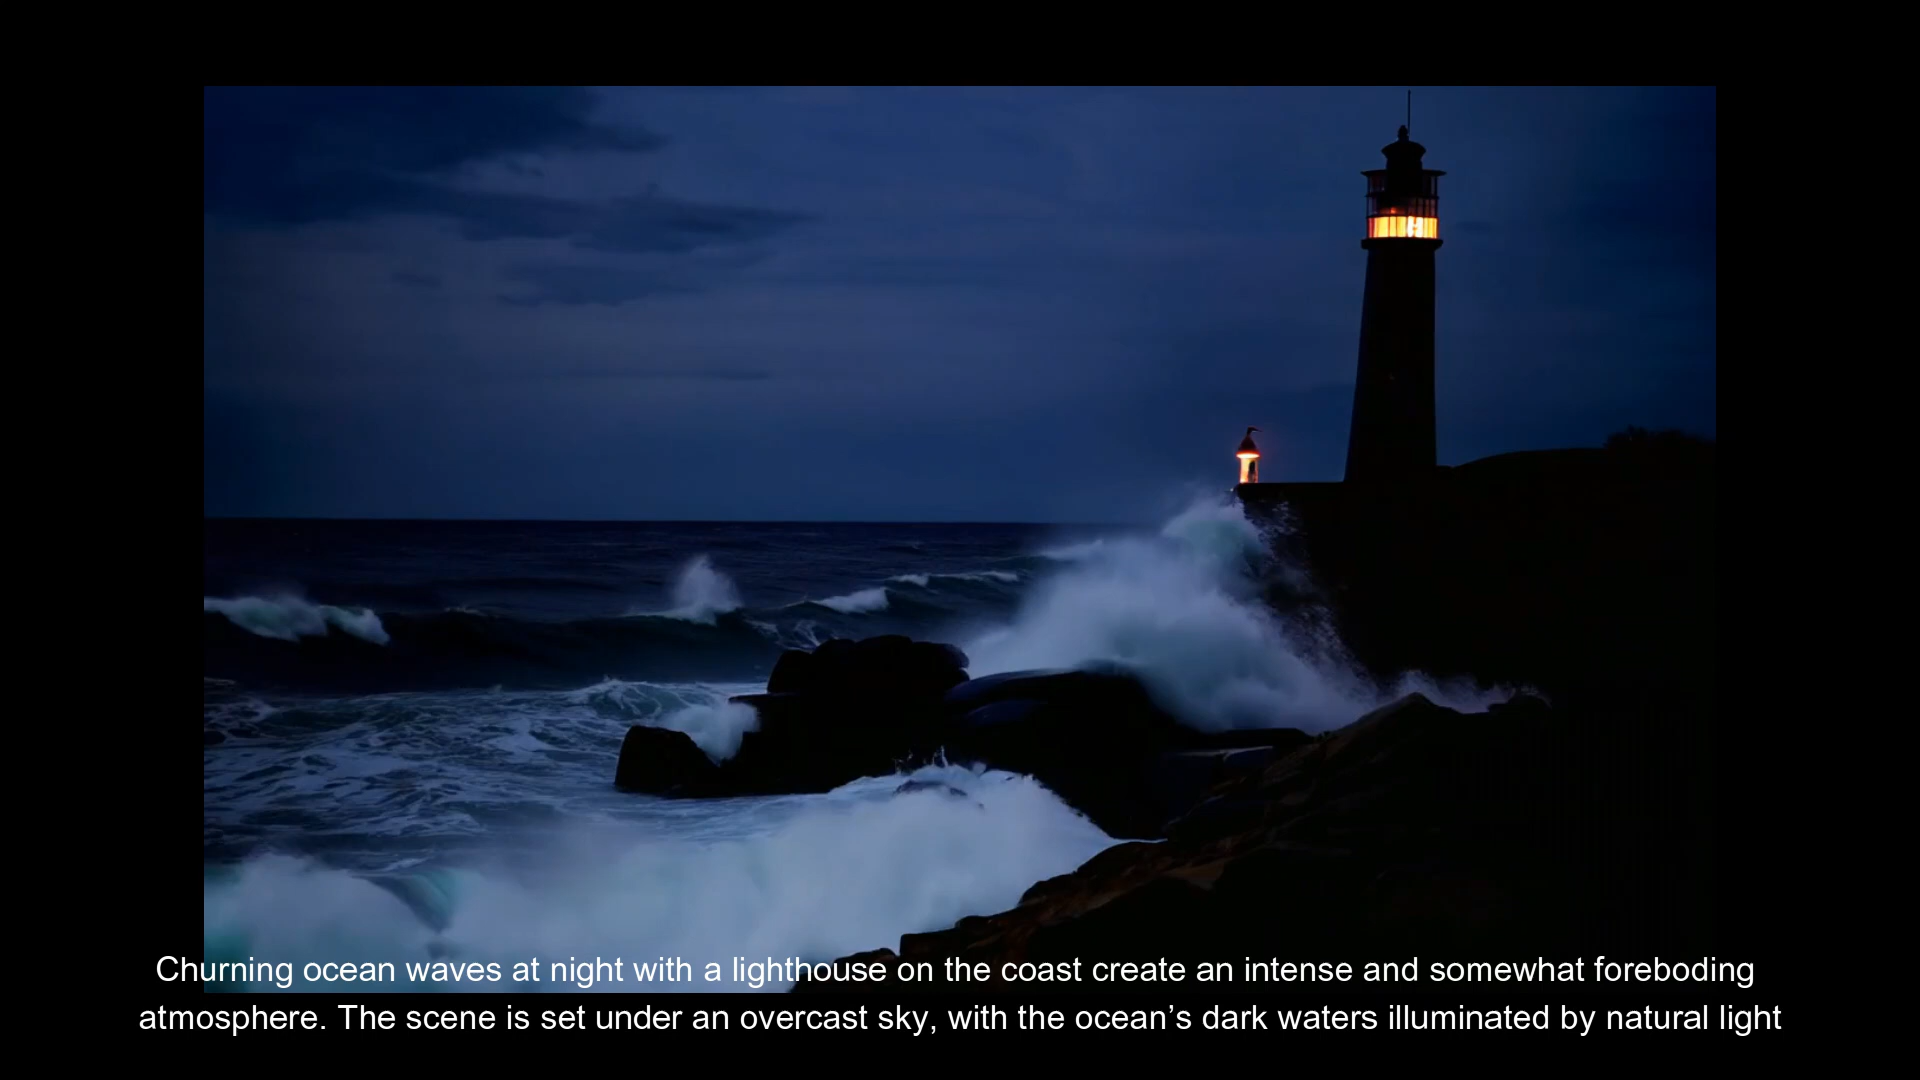 Churning ocean waves at night with a lighthouse on the coast create an intense and somewhat foreboding
atmosphere. The scene is set under an overcast sky, with the ocean’s dark waters illuminated by natural light